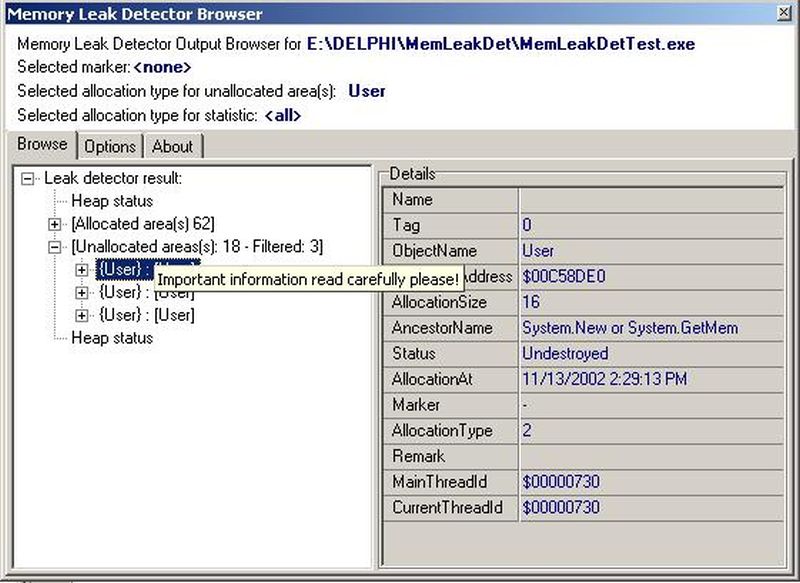 Memory Leak Detector Browser
Memory Leak Detector Output Browser for E:\DELPHI\MemLeakDet\MemLeakDetTest.exe
Selected marker: <none>
Selected allocation type for unallocated area(s): User
Selected allocation type for statistic: <all>
Browse Options About
Leak detector result:
Heap status
[Allocated area(s) 62]
[Unallocated areas(s): 18 - Filtered: 3]
{User} : [User]
Important information read carefully please!
{User} : [User]
{User} : [User]
Heap status
Details
Name
Tag 0
ObjectName User
Address $00C58DE0
AllocationSize 16
AncestorName System.New or System.GetMem
Status Undestroyed
AllocationAt 11/13/2002 2:29:13 PM
Marker -
AllocationType 2
Remark
MainThreadId $00000730
CurrentThreadId $00000730